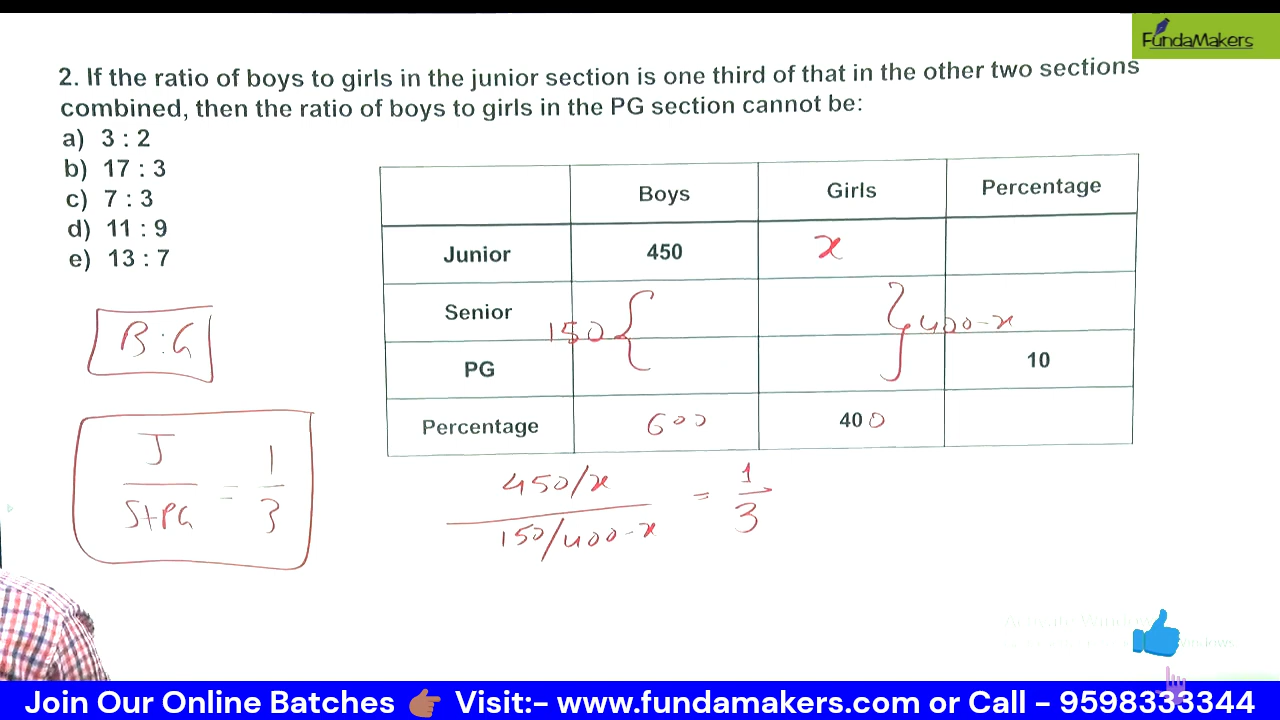 FundaMakers
2. If the ratio of boys to girls in the junior section is one third of that in the other two sections
combined, then the ratio of boys to girls in the PG section cannot be:
a) 3 : 2
b) 17 : 3
c) 7 : 3
d) 11 : 9
e) 13 : 7
Boys Girls Percentage
Junior 450 x
Senior
150 { } 400-x
PG 10
Percentage 600 400
B:G
J/S+PG = 1/3
450/x / 150/400-x = 1/3
Activate Windows
Join Our Online Batches Visit:- www.fundamakers.com or Call - 9598333344